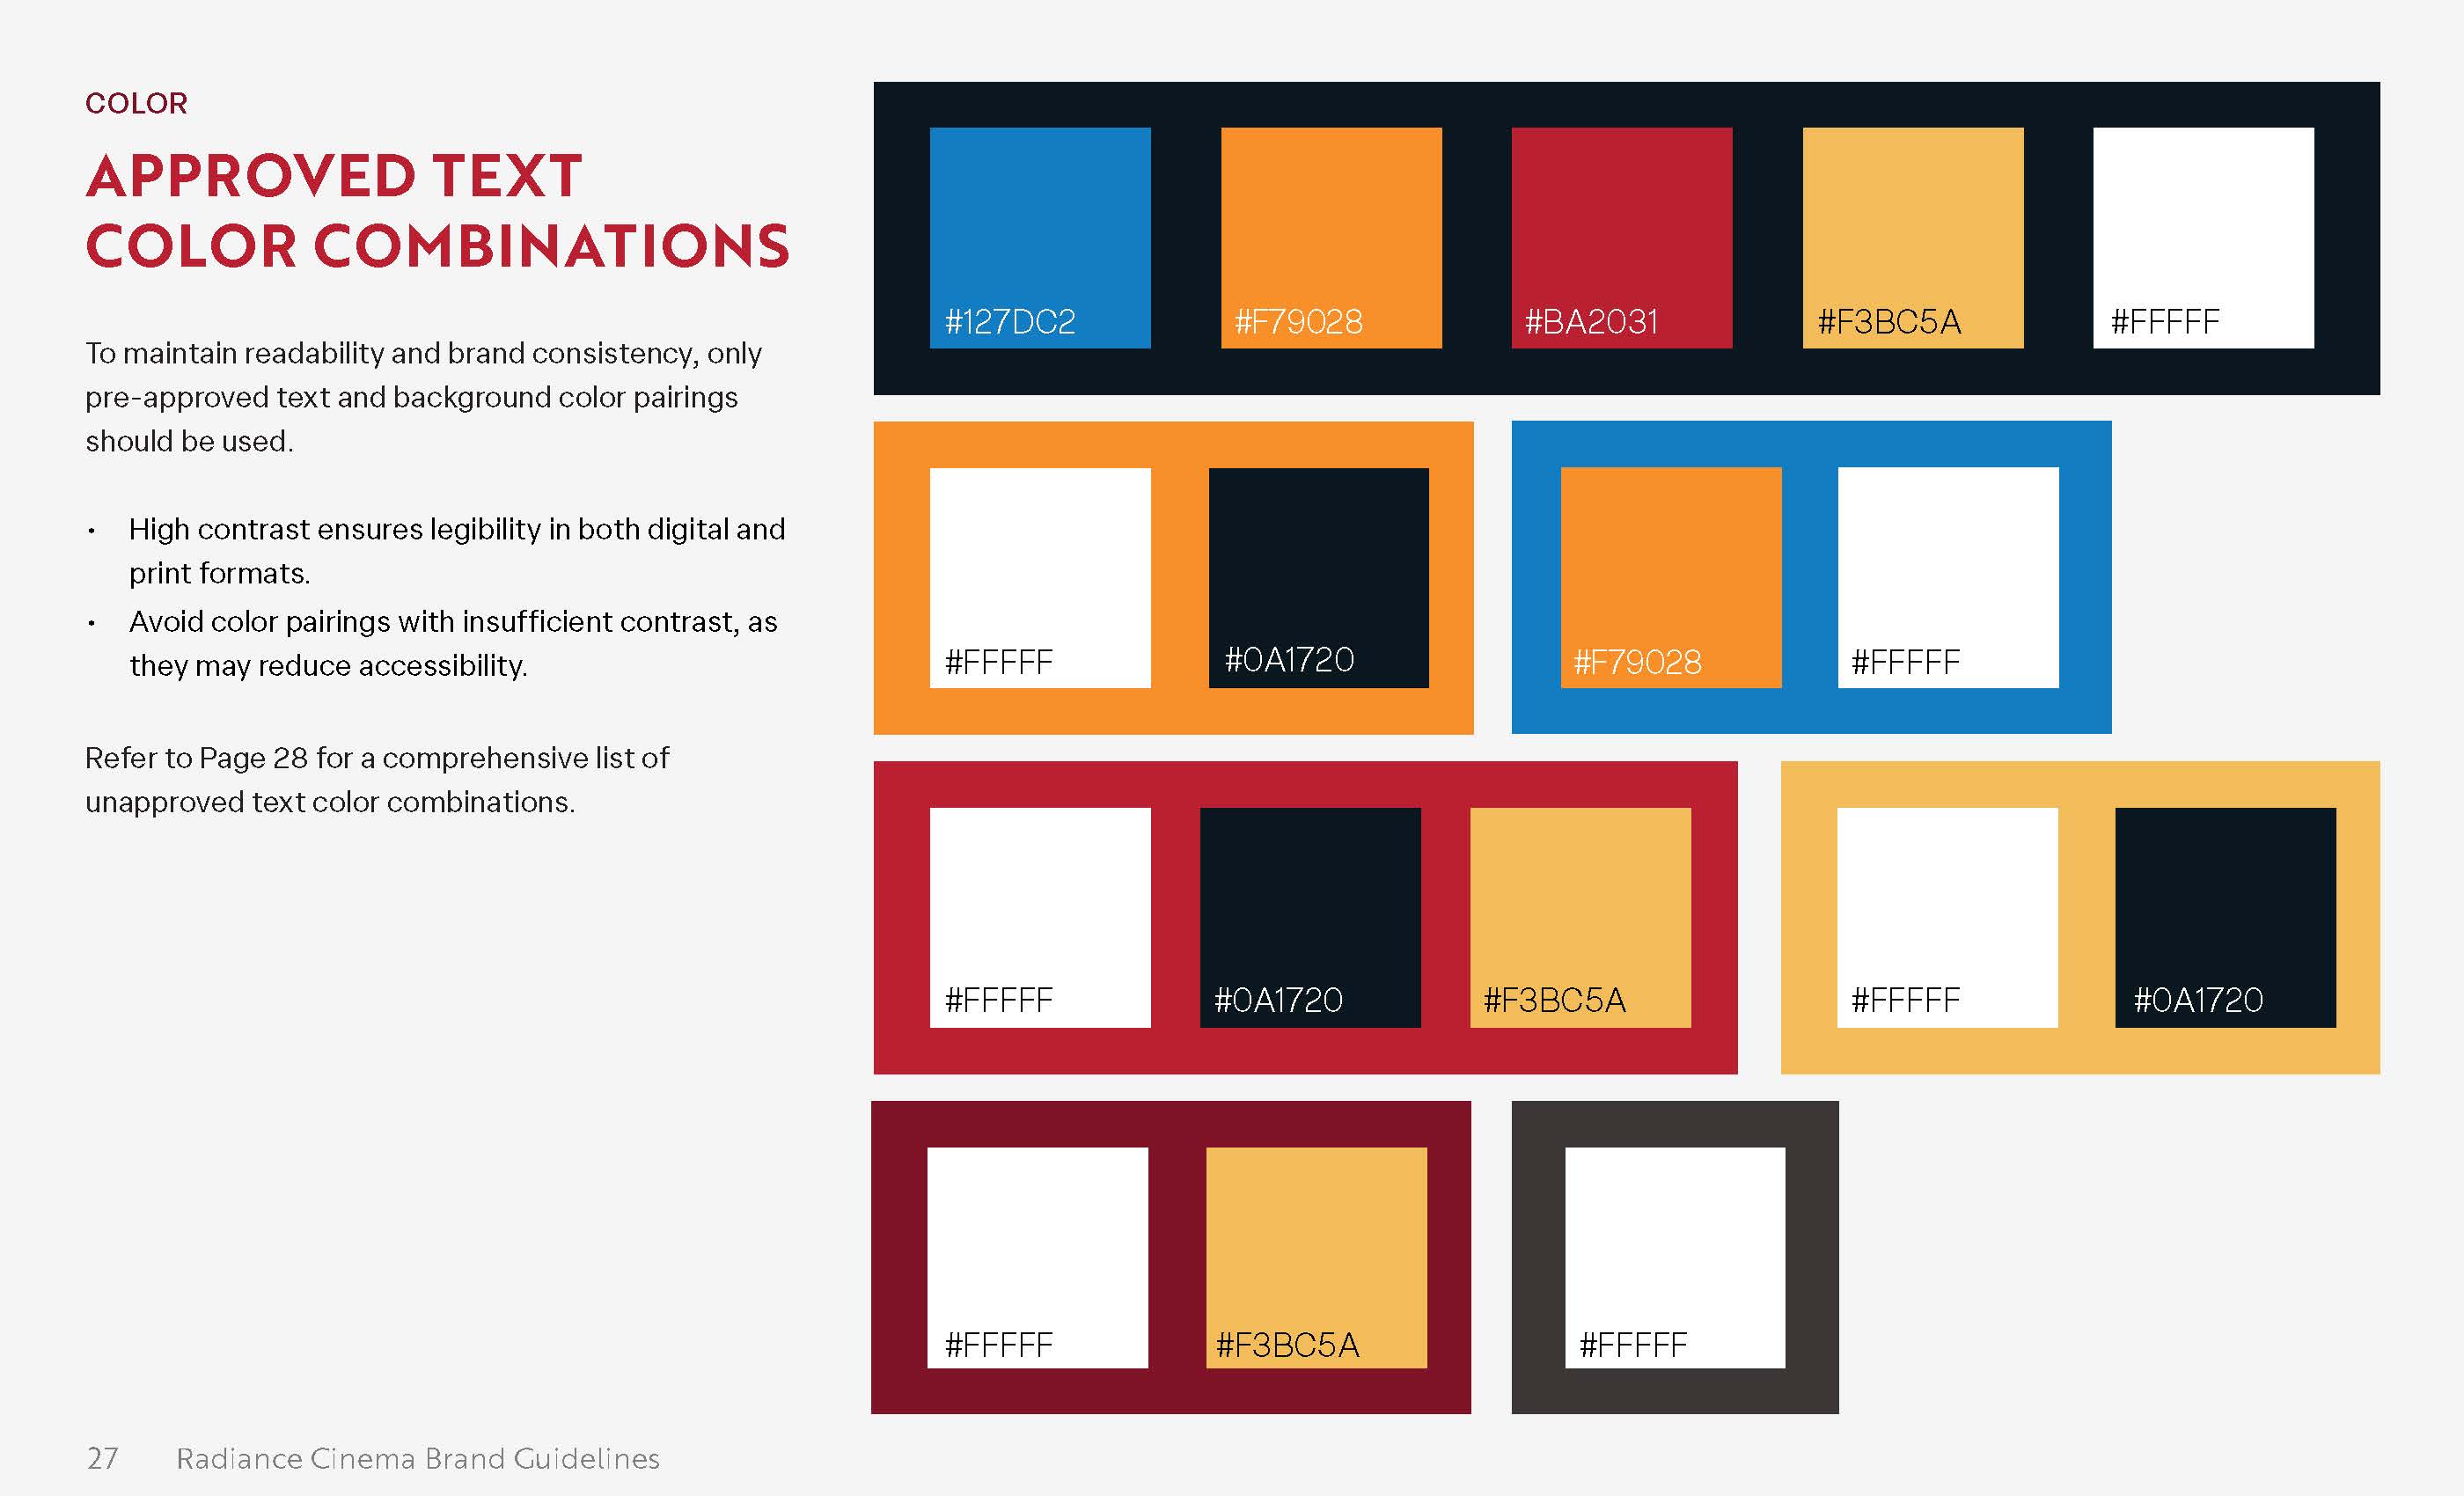 COLOR
APPROVED TEXT
COLOR COMBINATIONS
To maintain readability and brand consistency, only
pre-approved text and background color pairings
should be used.
• High contrast ensures legibility in both digital and
print formats.
• Avoid color pairings with insufficient contrast, as
they may reduce accessibility.
Refer to Page 28 for a comprehensive list of
unapproved text color combinations.
#127DC2 #F79028 #BA2031 #F3BC5A #FFFFF
#FFFFF #0A1720 #F79028 #FFFFF
#FFFFF #0A1720 #F3BC5A #FFFFF #0A1720
#FFFFF #F3BC5A #FFFFF
27 Radiance Cinema Brand Guidelines